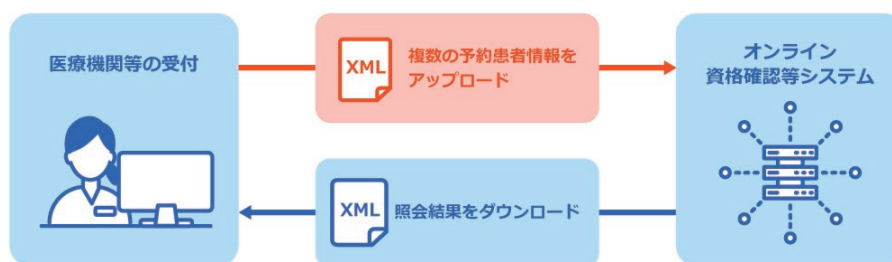 医療機関等の受付
XML
複数の予約患者情報を
アップロード
オンライン
資格確認等システム
XML
照会結果をダウンロード